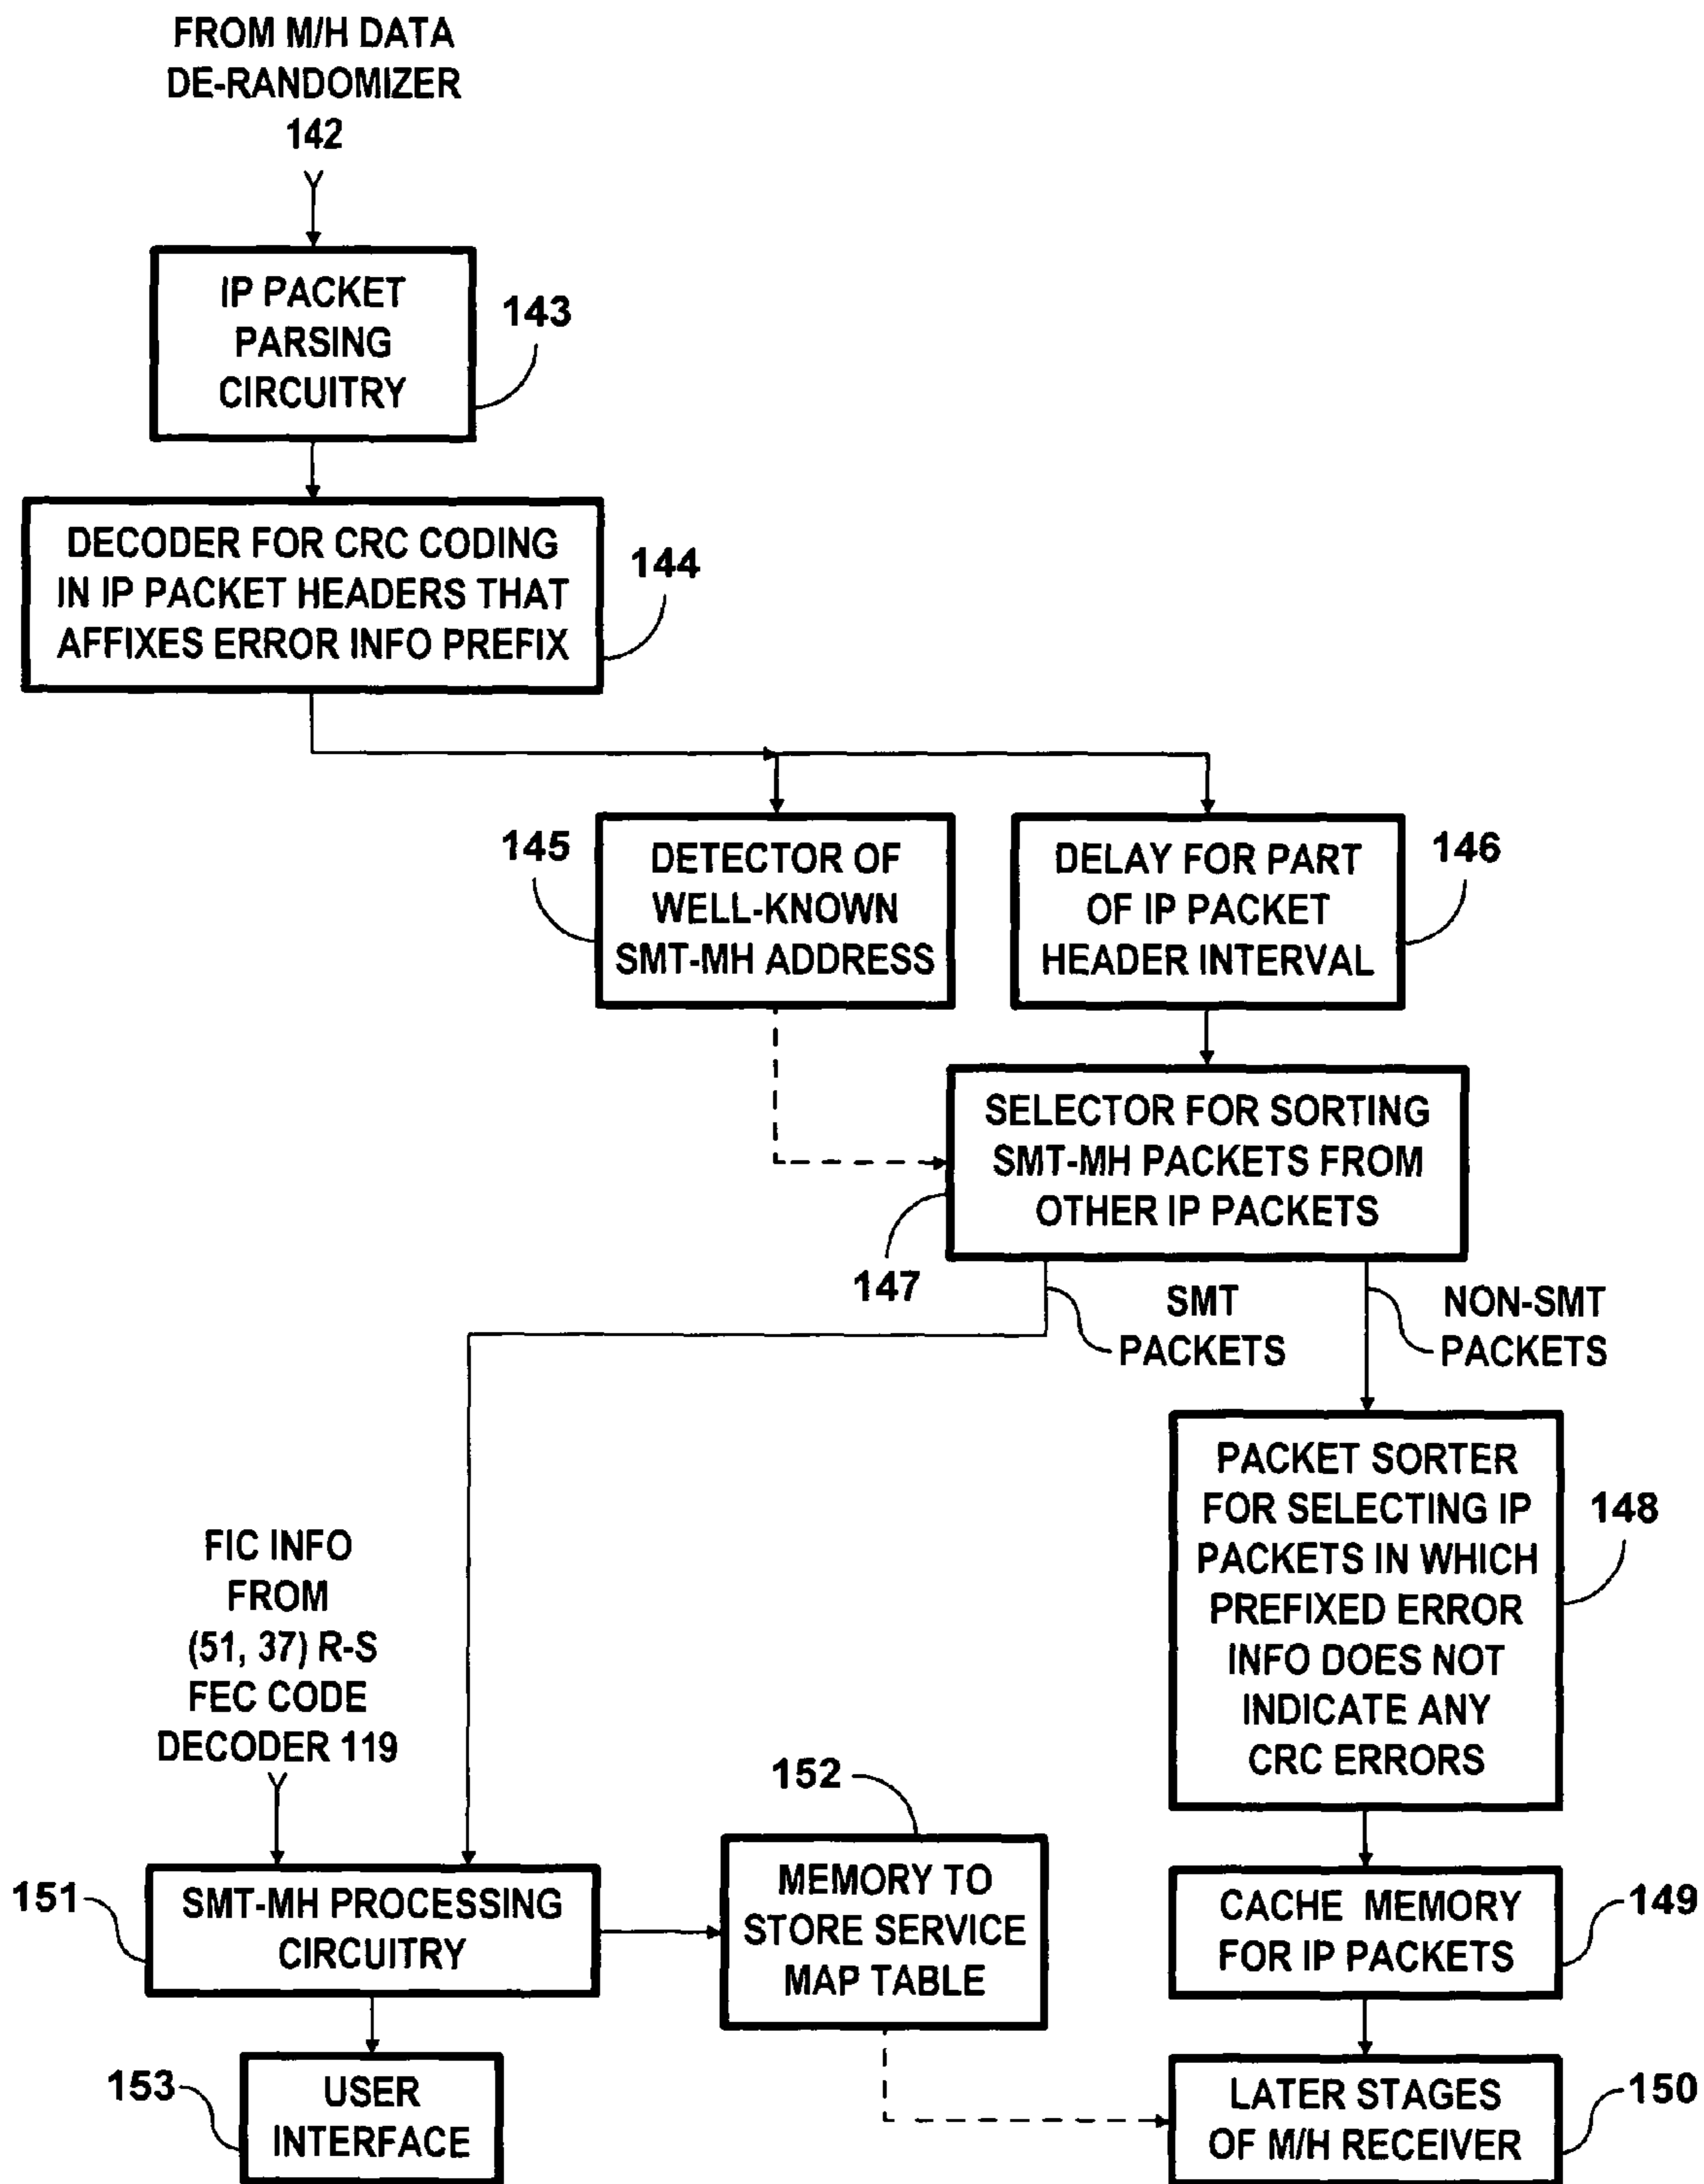 FROM M/H DATA
DE-RANDOMIZER
142
IP PACKET
PARSING
CIRCUITRY
143
DECODER FOR CRC CODING
IN IP PACKET HEADERS THAT
AFFIXES ERROR INFO PREFIX
144
145
DETECTOR OF
WELL-KNOWN
SMT-MH ADDRESS
DELAY FOR PART
OF IP PACKET
HEADER INTERVAL
146
SELECTOR FOR SORTING
SMT-MH PACKETS FROM
OTHER IP PACKETS
147
SMT
PACKETS
NON-SMT
PACKETS
PACKET SORTER
FOR SELECTING IP
PACKETS IN WHICH
PREFIXED ERROR
INFO DOES NOT
INDICATE ANY
CRC ERRORS
148
FIC INFO
FROM
(51, 37) R-S
FEC CODE
DECODER 119
151
SMT-MH PROCESSING
CIRCUITRY
152
MEMORY TO
STORE SERVICE
MAP TABLE
CACHE MEMORY
FOR IP PACKETS
149
153
USER
INTERFACE
LATER STAGES
OF M/H RECEIVER
150